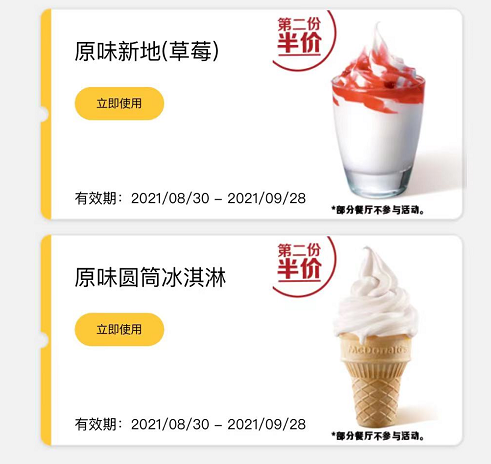 第二份
半价
原味新地(草莓)
立即使用
有效期：2021/08/30 – 2021/09/28
*部分餐厅不参与活动。
第二份
半价
原味圆筒冰淇淋
立即使用
McDonald's
有效期：2021/08/30 – 2021/09/28
*部分餐厅不参与活动。